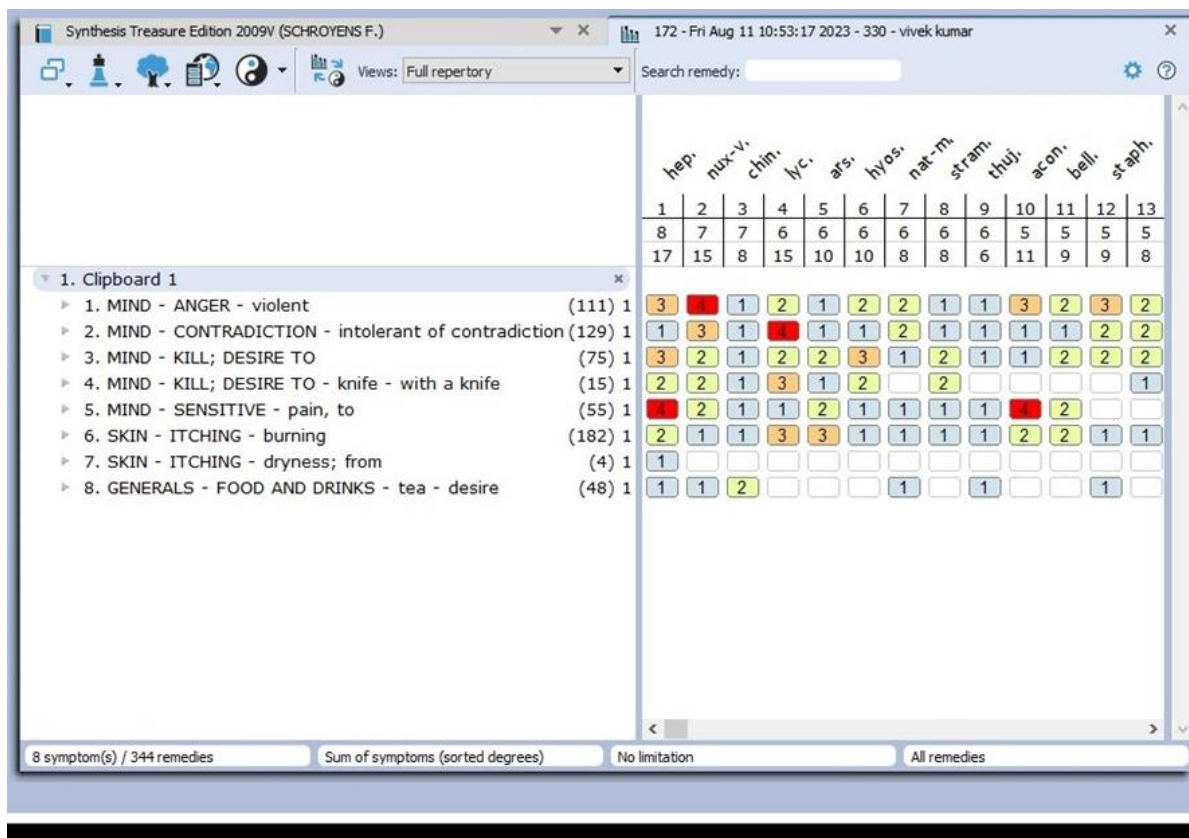 Synthesis Treasure Edition 2009V (SCHROYENS F.)
172 - Fri Aug 11 10:53:17 2023 - 330 - vivek kumar
Views: Full repertory
Search remedy:
hep. nux-v. chin. lyc. ars. hyos. nat-m. stram. thuj. acon. bell. staph.
1 2 3 4 5 6 7 8 9 10 11 12 13
8 7 7 6 6 6 6 6 6 5 5 5 5
17 15 8 15 10 10 8 8 6 11 9 9 8
1. Clipboard 1
1. MIND - ANGER - violent (111) 1 3 4 1 2 1 2 2 1 1 3 2 3 2
2. MIND - CONTRADICTION - intolerant of contradiction (129) 1 1 3 1 4 1 1 2 1 1 1 1 2 2
3. MIND - KILL; DESIRE TO (75) 1 3 2 1 2 2 3 1 2 1 1 2 2 2
4. MIND - KILL; DESIRE TO - knife - with a knife (15) 1 2 2 1 3 1 2 2 1
5. MIND - SENSITIVE - pain, to (55) 1 4 2 1 1 2 1 1 1 1 4 2
6. SKIN - ITCHING - burning (182) 1 2 1 1 3 3 1 1 1 1 2 2 1 1
7. SKIN - ITCHING - dryness; from (4) 1 1
8. GENERALS - FOOD AND DRINKS - tea - desire (48) 1 1 1 2 1 1 1
8 symptom(s) / 344 remedies
Sum of symptoms (sorted degrees)
No limitation
All remedies